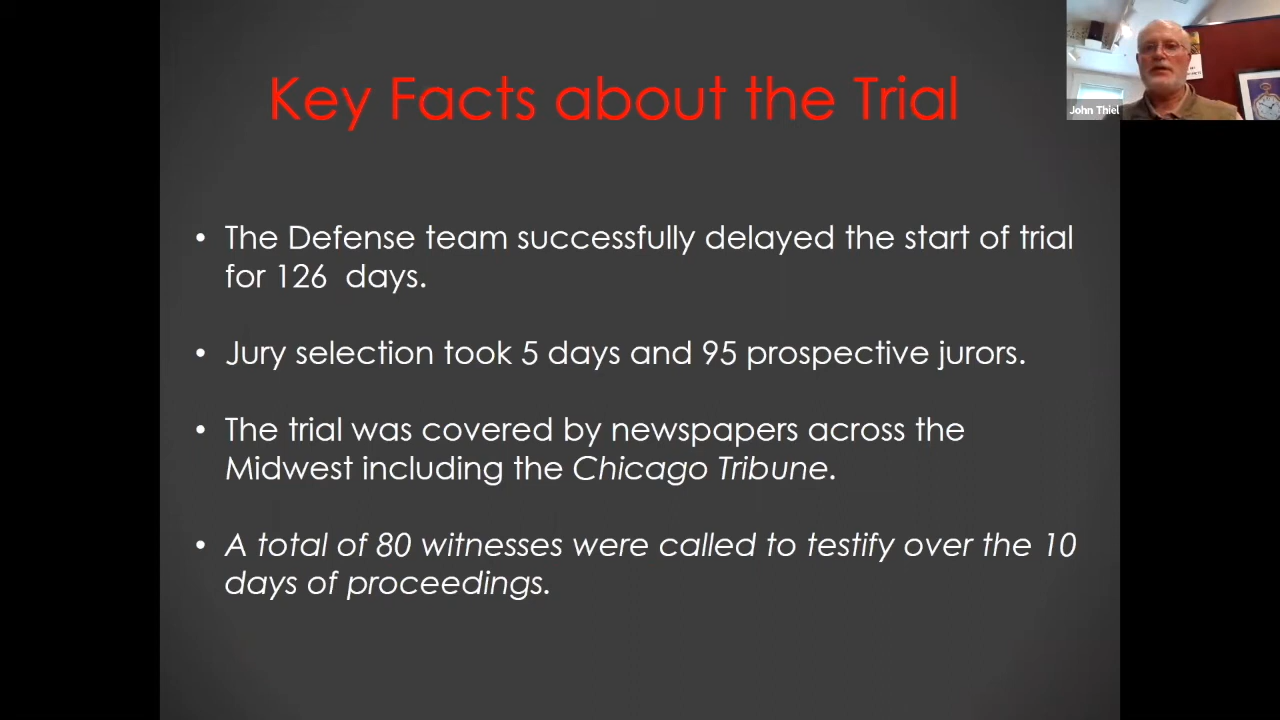 Key Facts about the Trial
John Thiel
• The Defense team successfully delayed the start of trial
for 126 days.
• Jury selection took 5 days and 95 prospective jurors.
• The trial was covered by newspapers across the
Midwest including the Chicago Tribune.
• A total of 80 witnesses were called to testify over the 10
days of proceedings.